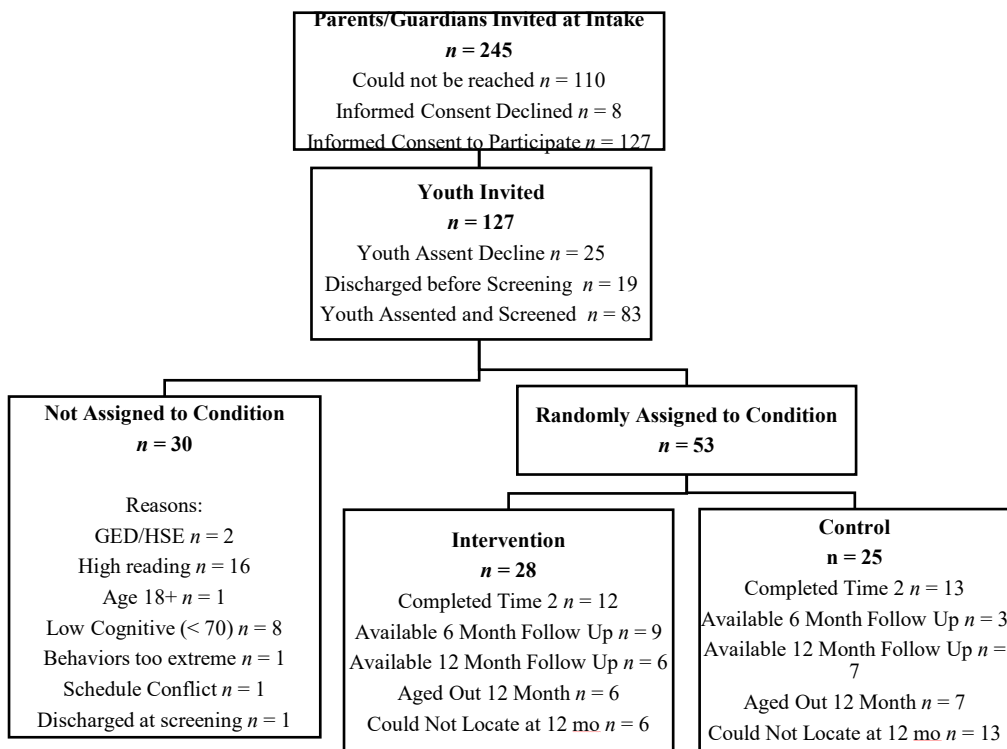 Parents/Guardians Invited at Intake
n = 245
Could not be reached n = 110
Informed Consent Declined n = 8
Informed Consent to Participate n = 127
Youth Invited
n = 127
Youth Assent Decline n = 25
Discharged before Screening n = 19
Youth Assented and Screened n = 83
Not Assigned to Condition
n = 30
Reasons:
GED/HSE n = 2
High reading n = 16
Age 18+ n = 1
Low Cognitive (< 70) n = 8
Behaviors too extreme n = 1
Schedule Conflict n = 1
Discharged at screening n = 1
Randomly Assigned to Condition
n = 53
Intervention
n = 28
Completed Time 2 n = 12
Available 6 Month Follow Up n = 9
Available 12 Month Follow Up n = 6
Aged Out 12 Month n = 6
Could Not Locate at 12 mo n = 6
Control
n = 25
Completed Time 2 n = 13
Available 6 Month Follow Up n = 3
Available 12 Month Follow Up n =
7
Aged Out 12 Month n = 7
Could Not Locate at 12 mo n = 13